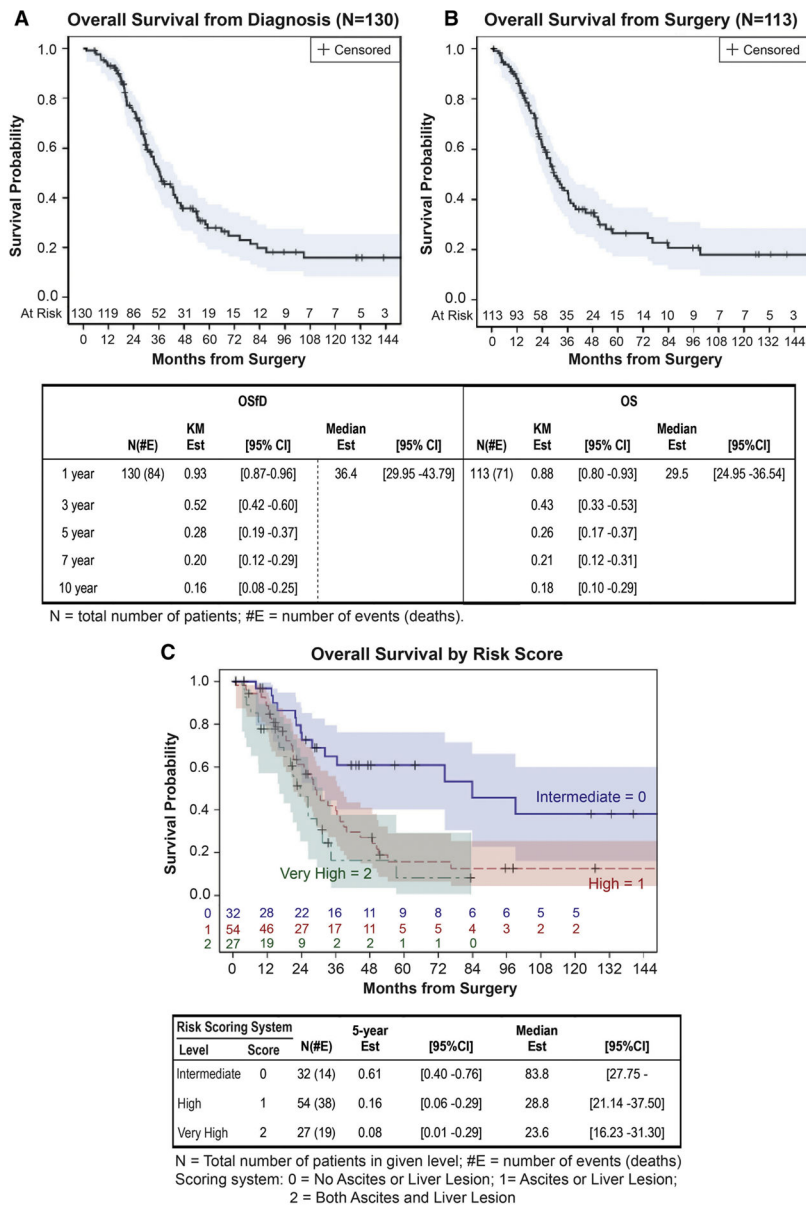 A Overall Survival from Diagnosis (N=130)
+ Censored
Survival Probability
1.0
0.8
0.6
0.4
0.2
0.0
At Risk 130 119 86 52 31 19 15 12 9 7 7 5 3
0 12 24 36 48 60 72 84 96 108 120 132 144
Months from Surgery
B Overall Survival from Surgery (N=113)
+ Censored
Survival Probability
1.0
0.8
0.6
0.4
0.2
0.0
At Risk 113 93 58 35 24 15 14 10 9 7 7 5 3
0 12 24 36 48 60 72 84 96 108 120 132 144
Months from Surgery
OSfD OS
N(#E) KM Est [95% CI] Median Est [95% CI] N(#E) KM Est [95% CI] Median Est [95%CI]
1 year 130 (84) 0.93 [0.87-0.96] 36.4 [29.95 -43.79] 113 (71) 0.88 [0.80 -0.93] 29.5 [24.95 -36.54]
3 year 0.52 [0.42 -0.60] 0.43 [0.33 -0.53]
5 year 0.28 [0.19 -0.37] 0.26 [0.17 -0.37]
7 year 0.20 [0.12 -0.29] 0.21 [0.12 -0.31]
10 year 0.16 [0.08 -0.25] 0.18 [0.10 -0.29]
N = total number of patients; #E = number of events (deaths).
C Overall Survival by Risk Score
Survival Probability
1.0
0.8
0.6
0.4
0.2
0.0
Intermediate = 0
Very High = 2
High = 1
0 32 28 22 16 11 9 8 6 6 5 5
1 54 46 27 17 11 5 5 4 3 2 2
2 27 19 9 2 2 1 1 0
0 12 24 36 48 60 72 84 96 108 120 132 144
Months from Surgery
Risk Scoring System
Level Score N(#E) 5-year Est [95%CI] Median Est [95%CI]
Intermediate 0 32 (14) 0.61 [0.40 -0.76] 83.8 [27.75 -
High 1 54 (38) 0.16 [0.06 -0.29] 28.8 [21.14 -37.50]
Very High 2 27 (19) 0.08 [0.01 -0.29] 23.6 [16.23 -31.30]
N = Total number of patients in given level; #E = number of events (deaths)
Scoring system: 0 = No Ascites or Liver Lesion; 1= Ascites or Liver Lesion;
2 = Both Ascites and Liver Lesion